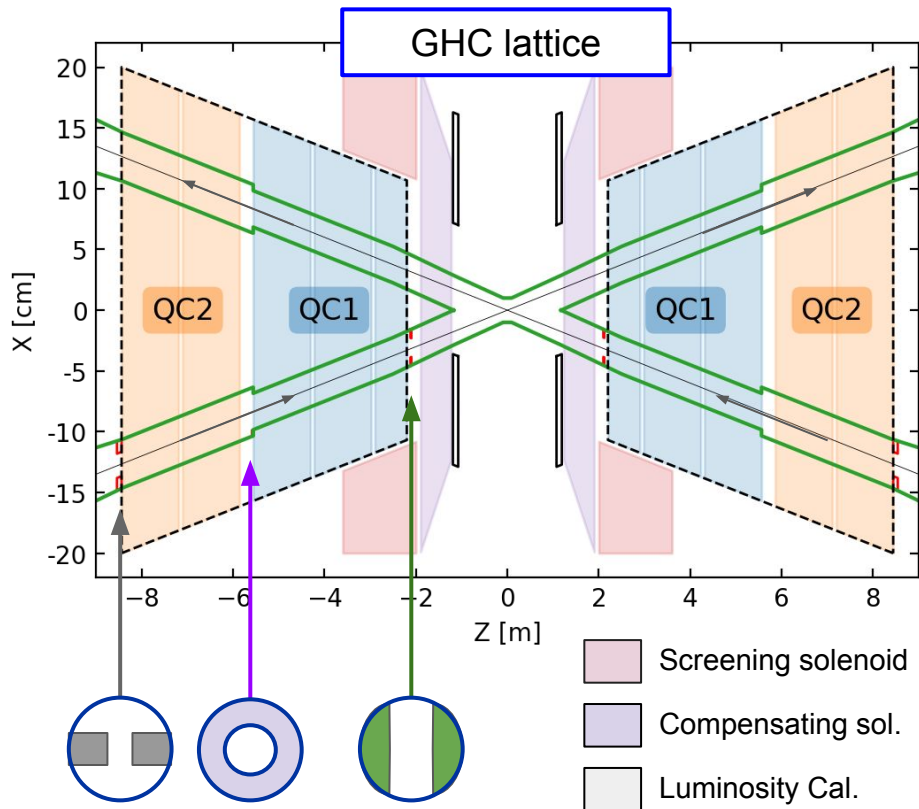 GHC lattice
20
15
10
5
0
-5
-10
-15
-20
X [cm]
QC2
QC1
QC1
QC2
−8
−6
−4
−2
0
2
4
6
8
Z [m]
Screening solenoid
Compensating sol.
Luminosity Cal.